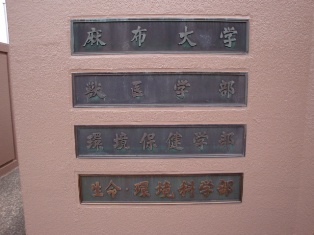 麻布大学
獣医学部
環境保健学部
生命・環境科学部